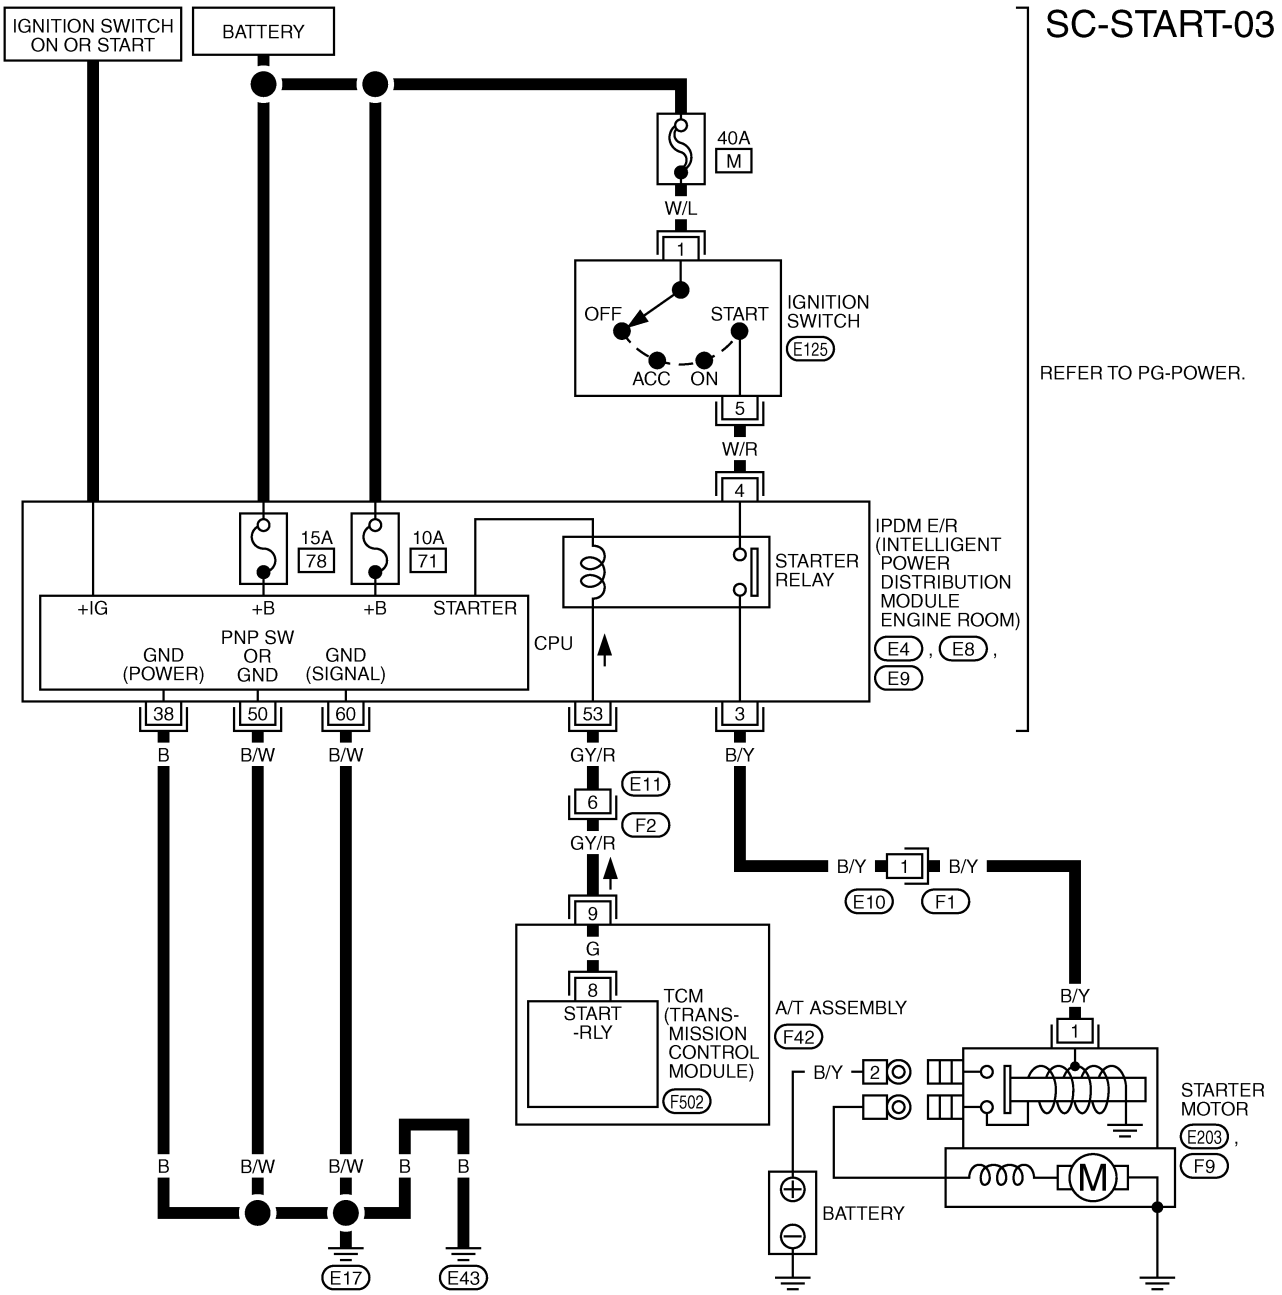 IGNITION SWITCH
ON OR START
BATTERY
SC-START-03
40A
M
W/L
1
OFF
START
ACC
ON
IGNITION
SWITCH
E125
REFER TO PG-POWER.
5
W/R
4
15A
78
10A
71
STARTER
RELAY
IPDM E/R
(INTELLIGENT
POWER
DISTRIBUTION
MODULE
ENGINE ROOM)
E4 , E8 ,
E9
+IG
+B
+B
STARTER
CPU
GND
(POWER)
PNP SW
OR
GND
GND
(SIGNAL)
38
50
60
53
3
B
B/W
B/W
GY/R
B/Y
E11
6
F2
GY/R
B/Y
1
B/Y
E10
F1
9
G
8
START
-RLY
TCM
(TRANS-
MISSION
CONTROL
MODULE)
F502
A/T ASSEMBLY
F42
B/Y
1
B/Y
2
STARTER
MOTOR
E203 ,
F9
M
B
B/W
B/W
B
B
BATTERY
E17
E43